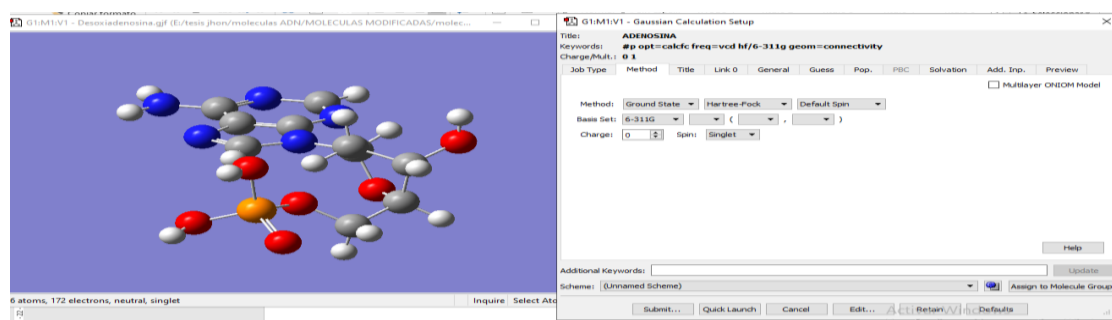 G1:M1:V1 - Desoxiadenosina.gjf (E:/tesis jhon/moleculas ADN/MOLECULAS MODIFICADAS/molec...
6 atoms, 172 electrons, neutral, singlet
Inquire Select Ato
G1:M1:V1 - Gaussian Calculation Setup
Title: ADENOSINA
Keywords: #p opt=calcfc freq=vcd hf/6-311g geom=connectivity
Charge/Mult.: 0 1
Job Type Method Title Link 0 General Guess Pop. PBC Solvation Add. Inp. Preview
Multilayer ONIOM Model
Method: Ground State Hartree-Fock Default Spin
Basis Set: 6-311G ( , )
Charge: 0 Spin: Singlet
Help
Additional Keywords: Update
Scheme: (Unnamed Scheme) Assign to Molecule Group
Submit... Quick Launch Cancel Edit... Retain Defaults